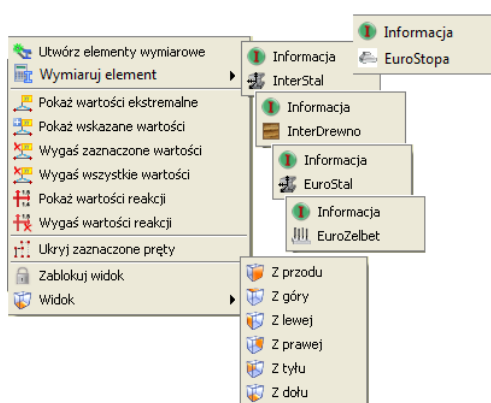 Utwórz elementy wymiarowe
Wymiaruj element
Pokaż wartości ekstremalne
Pokaż wskazane wartości
Wygaś zaznaczone wartości
Wygaś wszystkie wartości
Pokaż wartości reakcji
Wygaś wartości reakcji
Ukryj zaznaczone pręty
Zablokuj widok
Widok
Informacja
EuroStopa
Informacja
InterStal
Informacja
InterDrewno
Informacja
EuroStal
Informacja
EuroZelbet
Z przodu
Z góry
Z lewej
Z prawej
Z tyłu
Z dołu